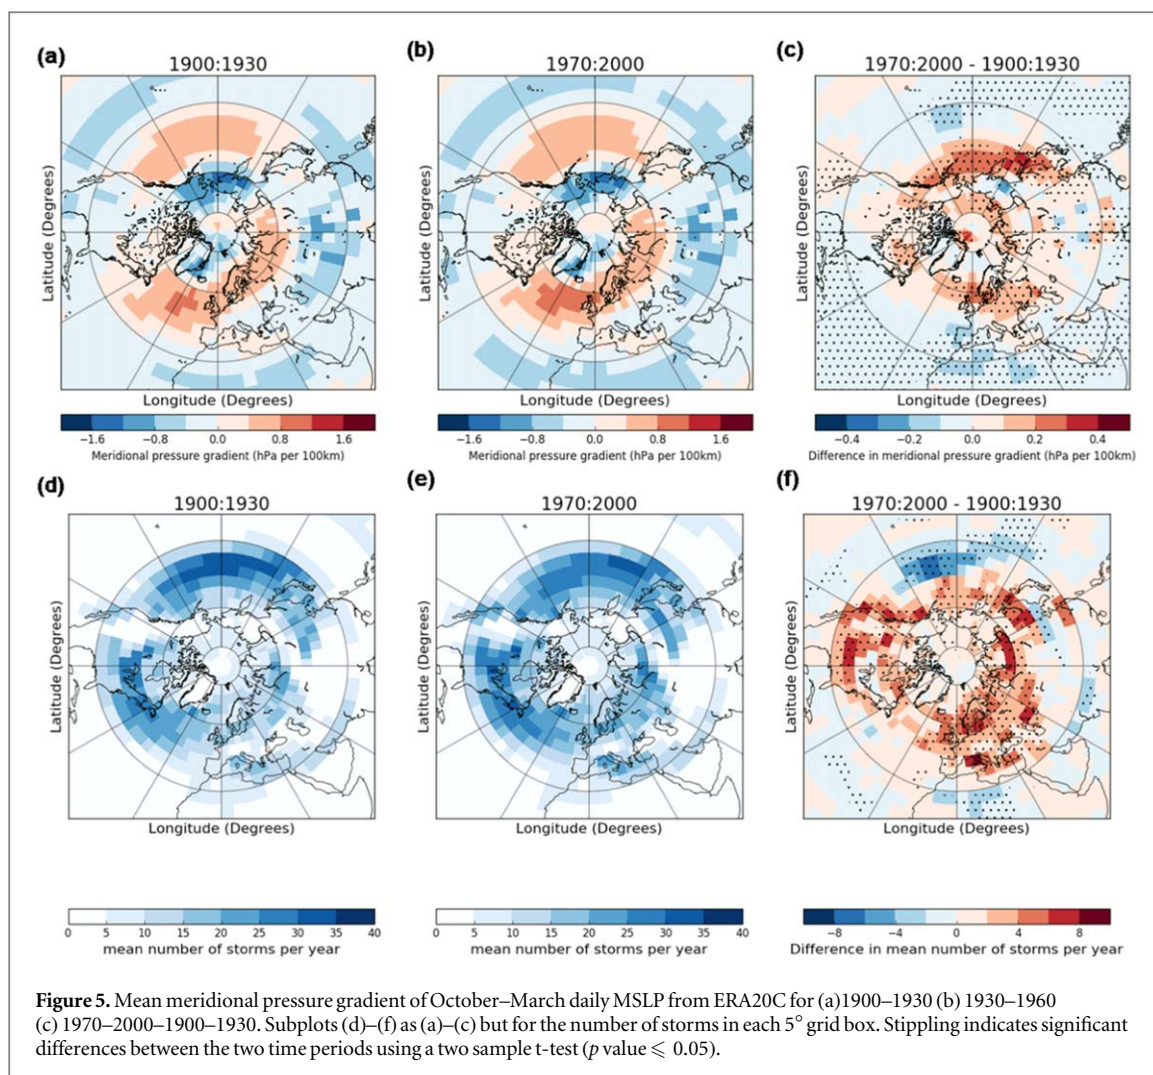 (a)
1900:1930
Latitude (Degrees)
Longitude (Degrees)
−1.6 −0.8 0.0 0.8 1.6
Meridional pressure gradient (hPa per 100km)
(b)
1970:2000
Latitude (Degrees)
Longitude (Degrees)
−1.6 −0.8 0.0 0.8 1.6
Meridional pressure gradient (hPa per 100km)
(c)
1970:2000 - 1900:1930
Latitude (Degrees)
Longitude (Degrees)
−0.4 −0.2 0.0 0.2 0.4
Difference in meridional pressure gradient (hPa per 100km)
(d)
1900:1930
Latitude (Degrees)
Longitude (Degrees)
0 5 10 15 20 25 30 35 40
mean number of storms per year
(e)
1970:2000
Latitude (Degrees)
Longitude (Degrees)
0 5 10 15 20 25 30 35 40
mean number of storms per year
(f)
1970:2000 - 1900:1930
Latitude (Degrees)
Longitude (Degrees)
−8 −4 0 4 8
Difference in mean number of storms per year
Figure 5. Mean meridional pressure gradient of October–March daily MSLP from ERA20C for (a)1900–1930 (b) 1930–1960
(c) 1970–2000–1900–1930. Subplots (d)–(f) as (a)–(c) but for the number of storms in each 5° grid box. Stippling indicates significant
differences between the two time periods using a two sample t-test (p value ⩽ 0.05).